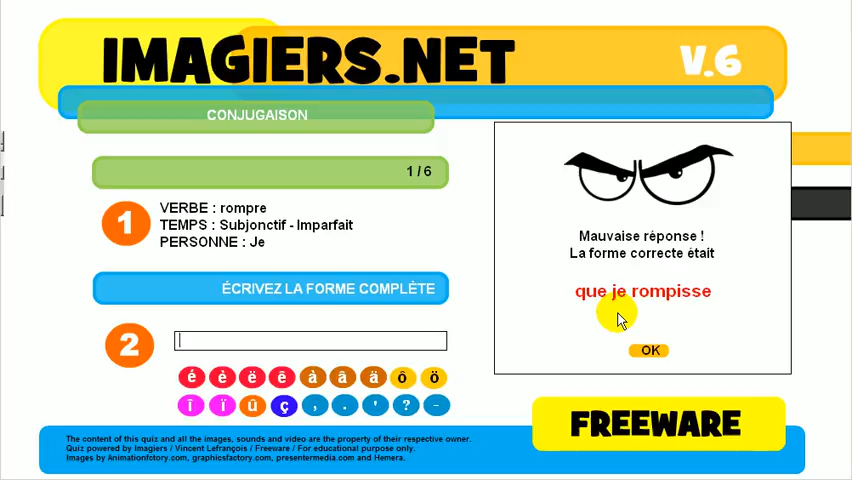 IMAGIERS.NET
V.6
CONJUGAISON
1 / 6
1
VERBE : rompre
TEMPS : Subjonctif - Imparfait
PERSONNE : Je
ÉCRIVEZ LA FORME COMPLÈTE
2
é è ë ê à â ä ô ö
î ï û ç , . ' ? -
Mauvaise réponse !
La forme correcte était
que je rompisse
OK
FREEWARE
The content of this quiz and all the images, sounds and video are the property of their respective owner.
Quiz powered by Imagiers / Vincent Lefrançois / Freeware / For educational purpose only.
Images by Animationfctory.com, graphicsfactory.com, presentermedia.com and Hemera.